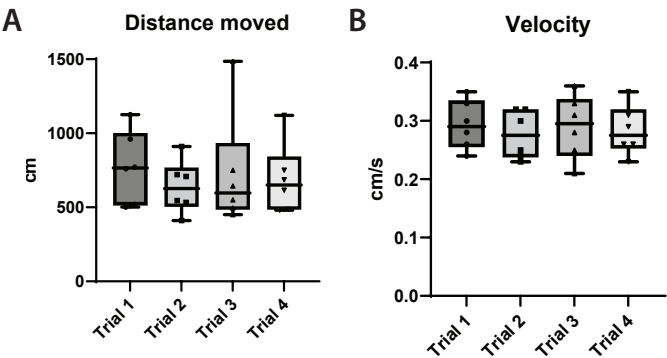 A
Distance moved
cm
1500
1000
500
0
Trial 1
Trial 2
Trial 3
Trial 4
B
Velocity
cm/s
0.4
0.3
0.2
0.1
0.0
Trial 1
Trial 2
Trial 3
Trial 4